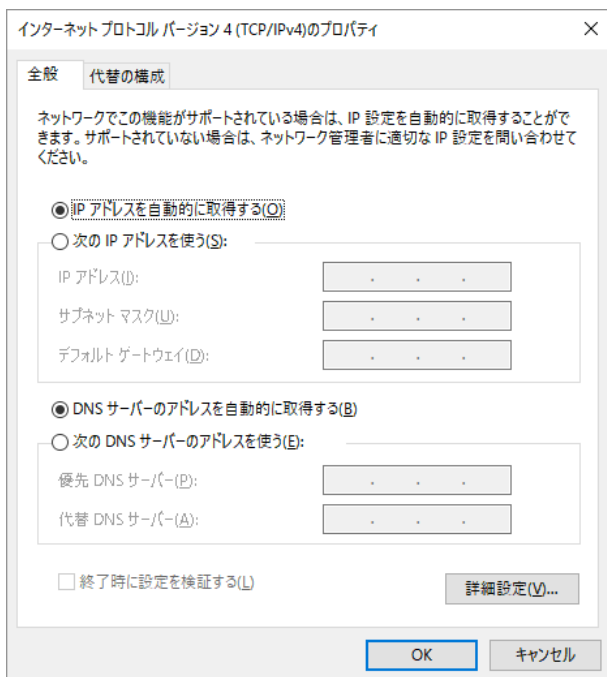 インターネット プロトコル バージョン 4 (TCP/IPv4)のプロパティ
全般
代替の構成
ネットワークでこの機能がサポートされている場合は、IP 設定を自動的に取得することがで
きます。サポートされていない場合は、ネットワーク管理者に適切な IP 設定を問い合わせて
ください。
IP アドレスを自動的に取得する(O)
次の IP アドレスを使う(S):
IP アドレス(I):
サブネット マスク(U):
デフォルト ゲートウェイ(D):
DNS サーバーのアドレスを自動的に取得する(B)
次の DNS サーバーのアドレスを使う(E):
優先 DNS サーバー(P):
代替 DNS サーバー(A):
終了時に設定を検証する(L)
詳細設定(V)...
OK
キャンセル